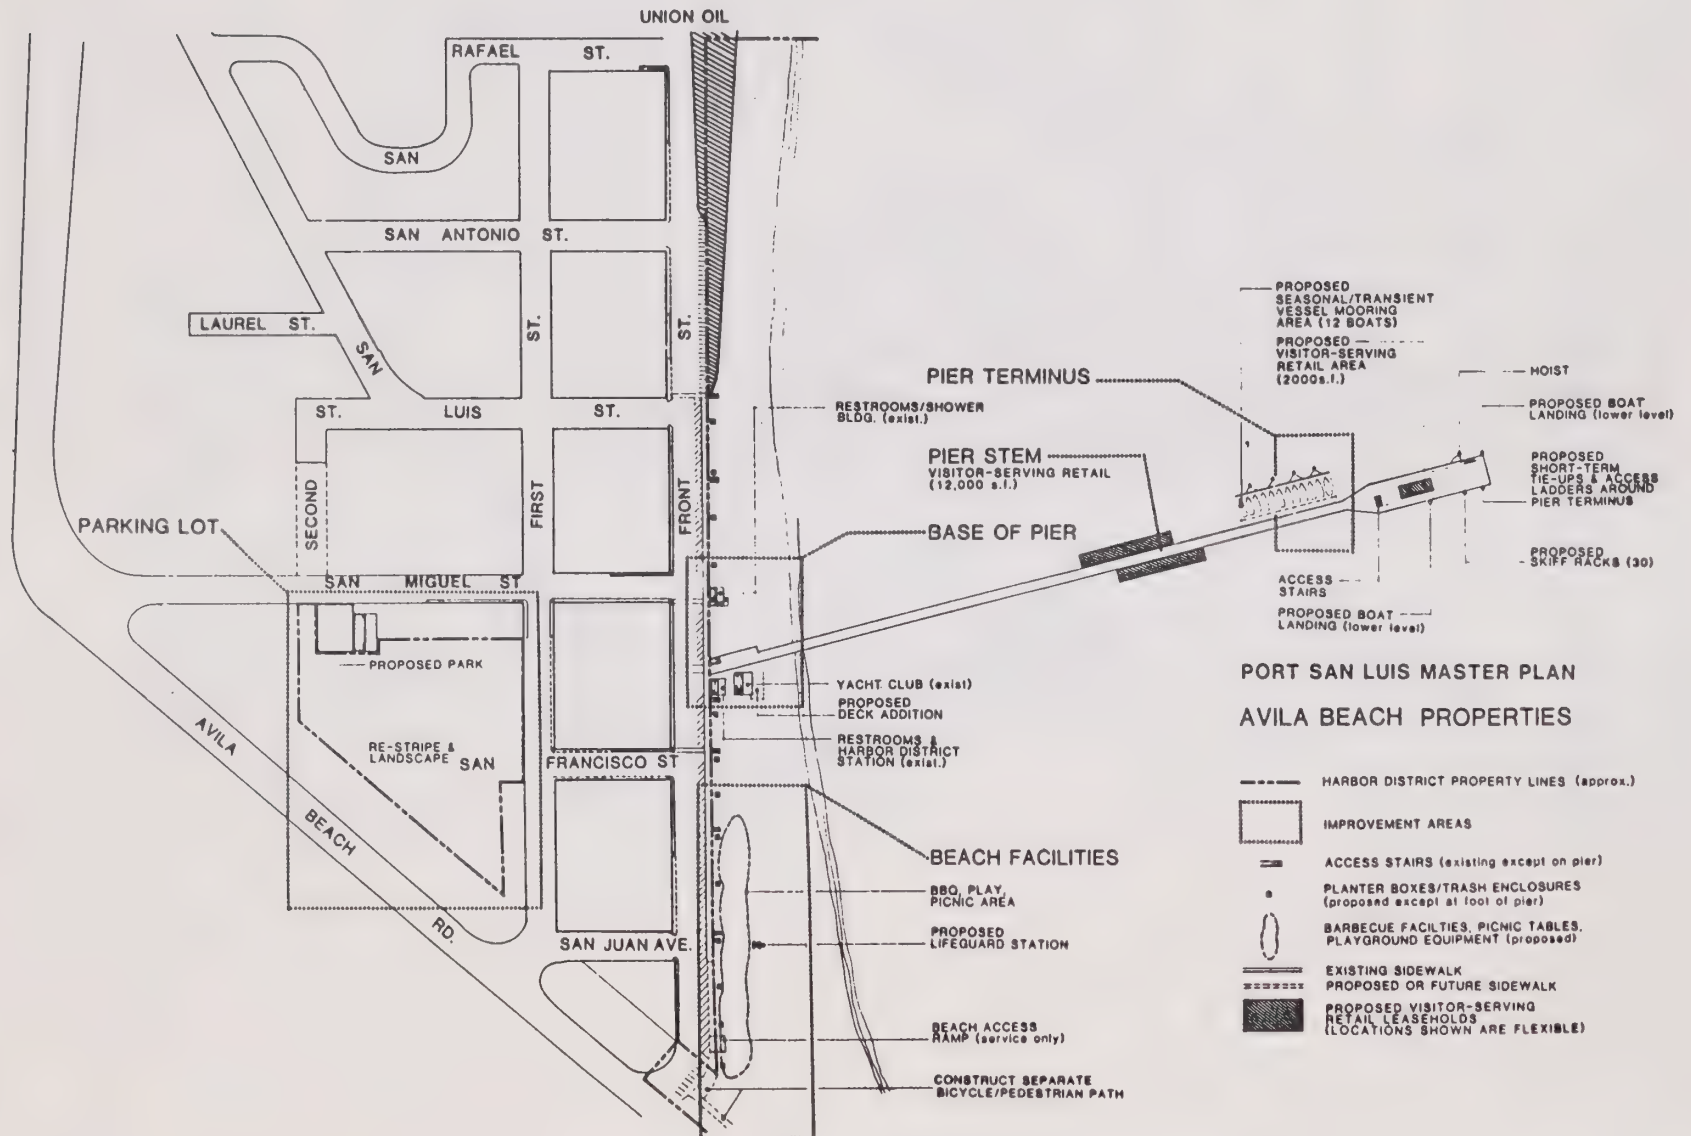 UNION OIL
RAFAEL ST.
SAN
SAN ANTONIO ST.
LAUREL ST.
SAN
ST. LUIS ST.
ST.
ST.
SECOND
FIRST
FRONT
PARKING LOT
SAN MIGUEL ST
PROPOSED PARK
RE-STRIPE &
LANDSCAPE
SAN FRANCISCO ST
AVILA
BEACH
RD.
SAN JUAN AVE.
PIER TERMINUS
RESTROOMS/SHOWER
BLDG. (exist.)
PIER STEM
VISITOR-SERVING RETAIL
(12,000 s.f.)
BASE OF PIER
YACHT CLUB (exist)
PROPOSED
DECK ADDITION
RESTROOMS &
HARBOR DISTRICT
STATION (exist.)
BEACH FACILITIES
BBQ, PLAY,
PICNIC AREA
PROPOSED
LIFEGUARD STATION
BEACH ACCESS
RAMP (service only)
CONSTRUCT SEPARATE
BICYCLE/PEDESTRIAN PATH
PROPOSED
SEASONAL/TRANSIENT
VESSEL MOORING
AREA (12 BOATS)
PROPOSED
VISITOR-SERVING
RETAIL AREA
(2000s.f.)
HOIST
PROPOSED BOAT
LANDING (lower level)
PROPOSED
SHORT-TERM
TIE-UPS & ACCESS
LADDERS AROUND
PIER TERMINUS
PROPOSED
SKIFF RACKS (30)
ACCESS
STAIRS
PROPOSED BOAT
LANDING (lower level)
PORT SAN LUIS MASTER PLAN
AVILA BEACH PROPERTIES
HARBOR DISTRICT PROPERTY LINES (approx.)
IMPROVEMENT AREAS
ACCESS STAIRS (existing except on pier)
PLANTER BOXES/TRASH ENCLOSURES
(proposed except at foot of pier)
BARBECUE FACILTIES, PICNIC TABLES,
PLAYGROUND EQUIPMENT (proposed)
EXISTING SIDEWALK
PROPOSED OR FUTURE SIDEWALK
PROPOSED VISITOR-SERVING
RETAIL LEASEHOLDS
(LOCATIONS SHOWN ARE FLEXIBLE)